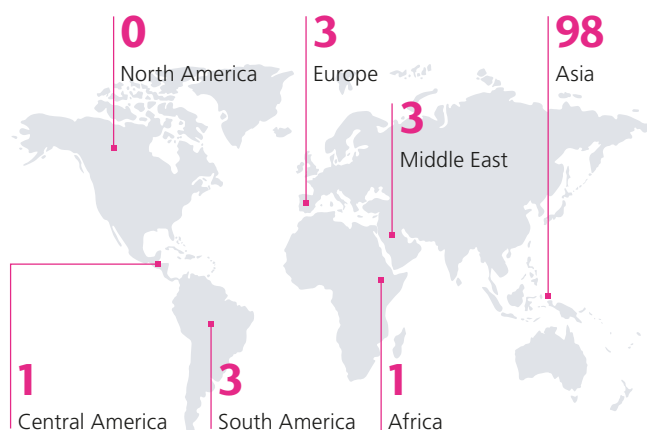 0
North America
3
Europe
98
Asia
3
Middle East
1
Central America
3
South America
1
Africa